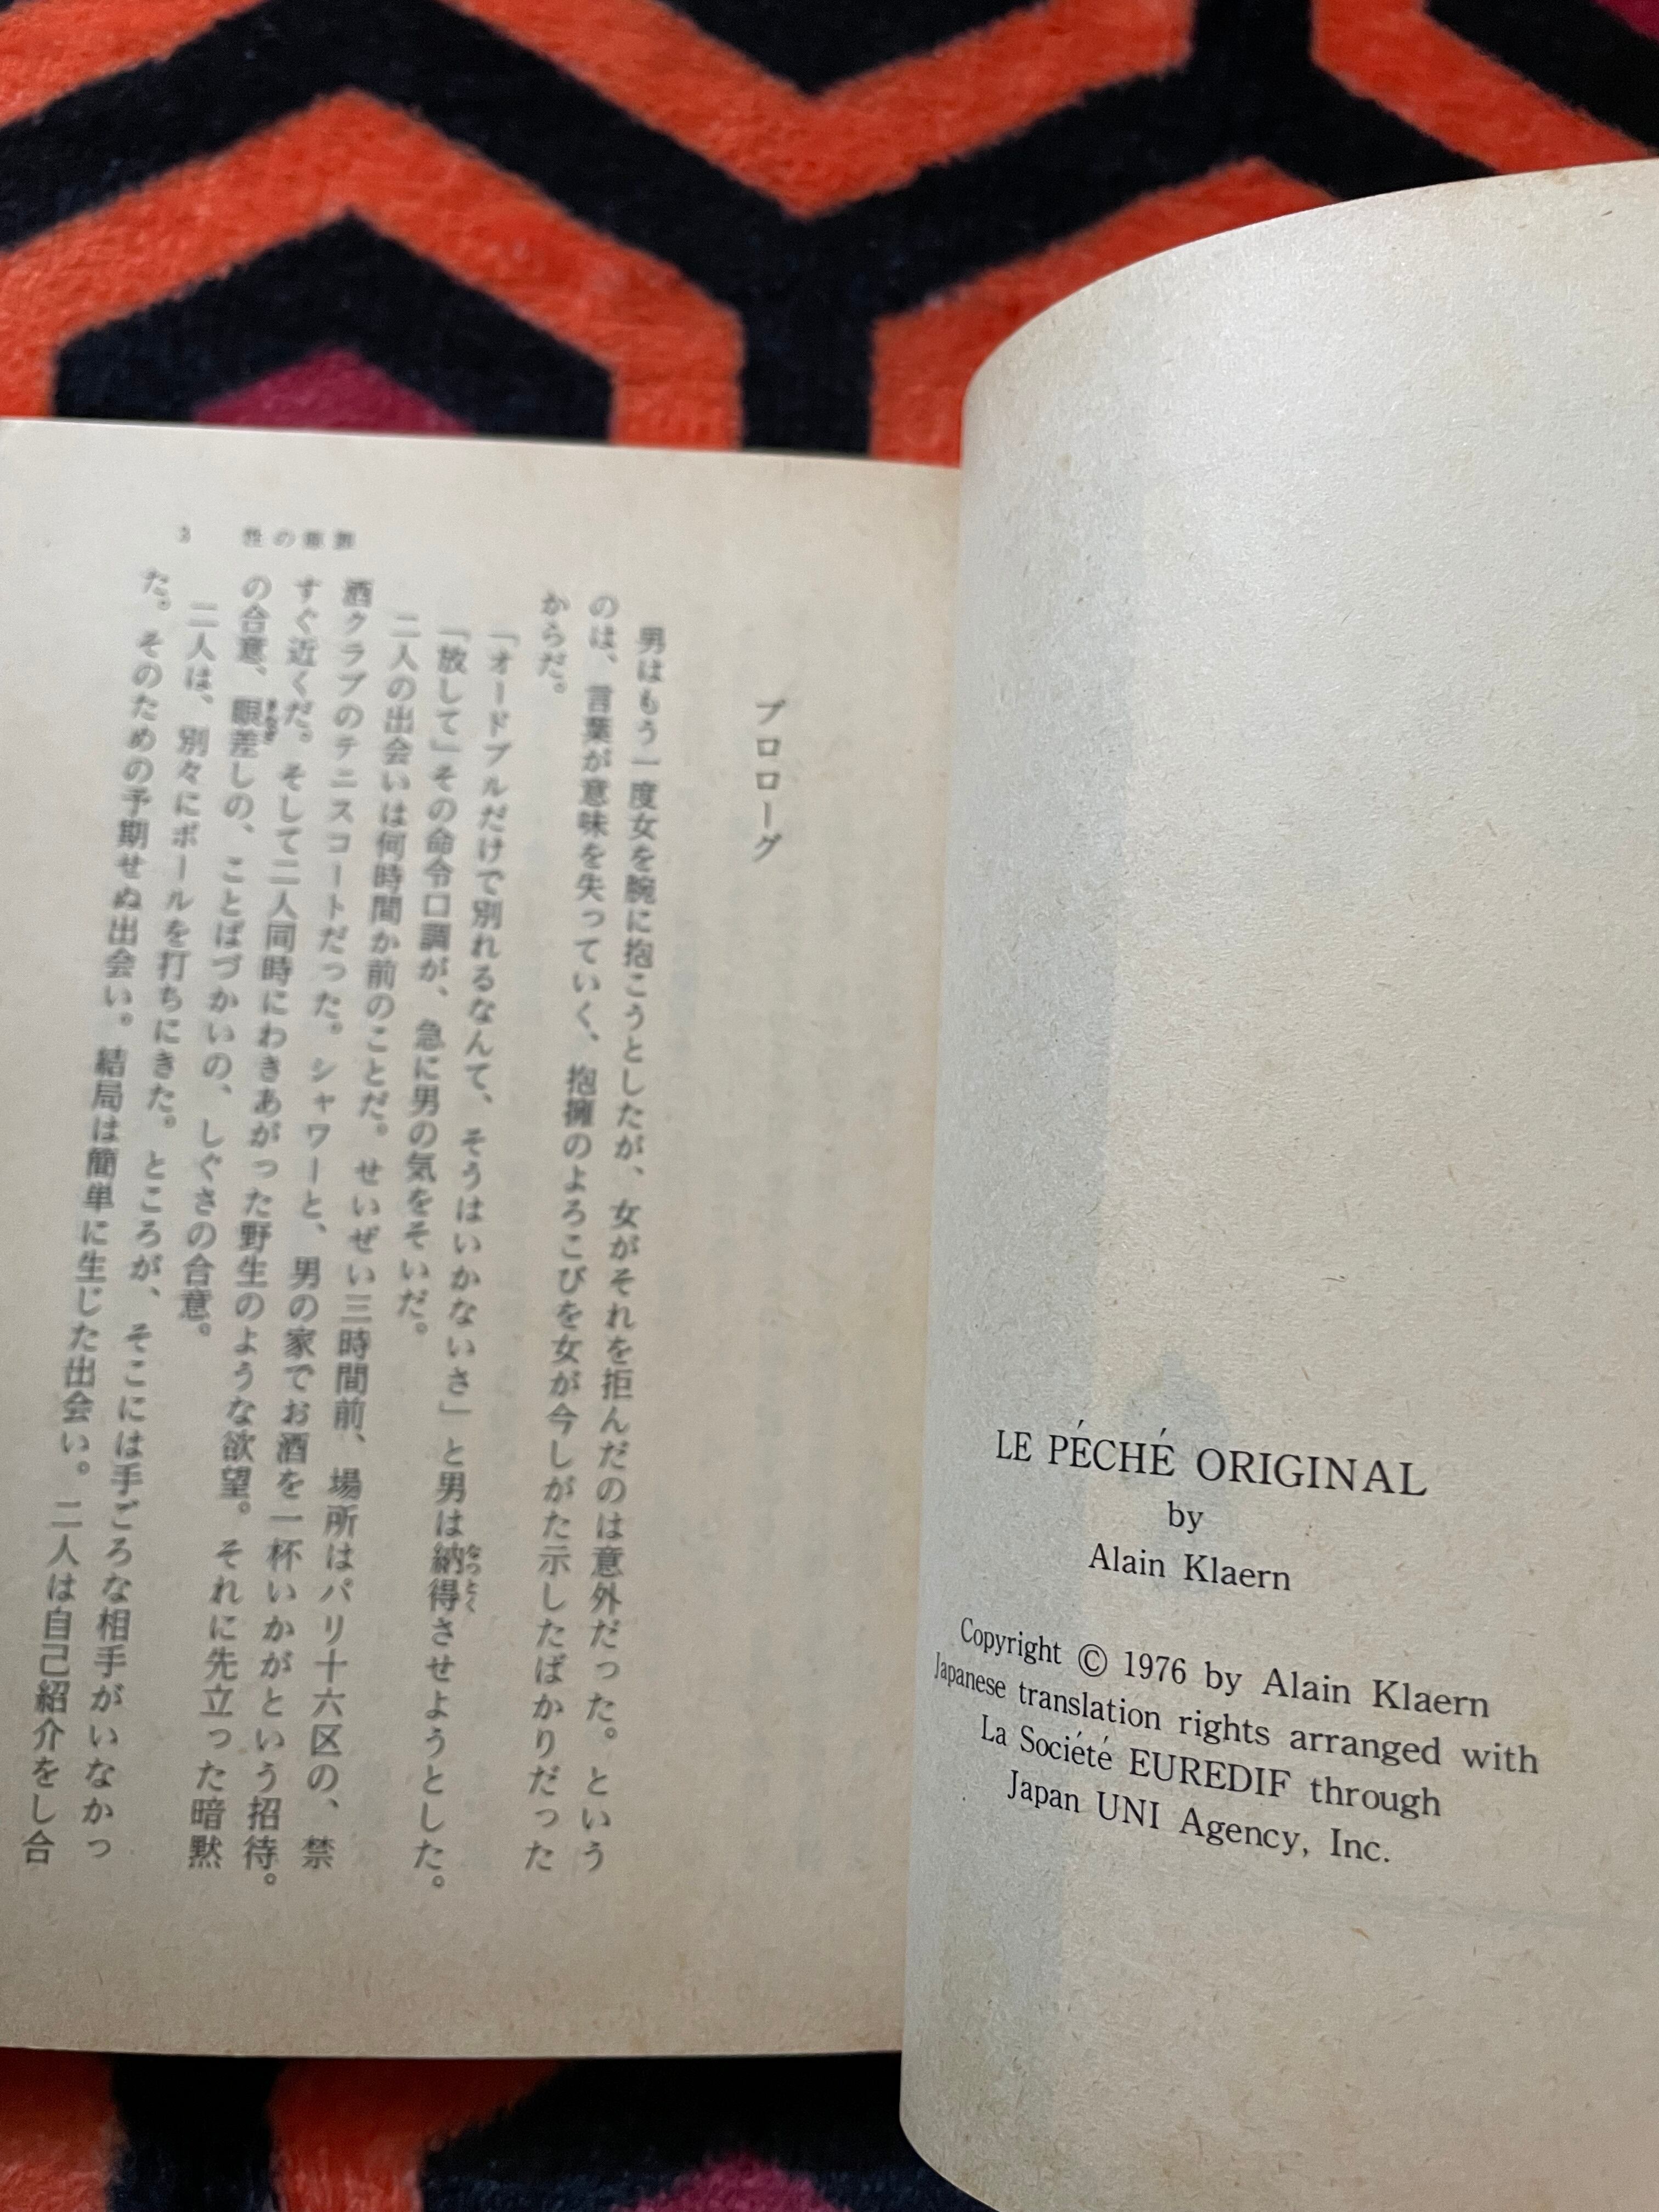 LE PÉCHÉ ORIGINAL
by
Alain Klaern
Copyright © 1976 by Alain Klaern
Japanese translation rights arranged with
La Société EUREDIF through
Japan UNI Agency, Inc.
プロローグ
男はもう一度女を腕に抱こうとしたが、女がそれを拒んだのは意外だった。という
のは、言葉が意味を失っていく、抱擁のよろこびを女が今しがた示したばかりだった
からだ。
「オードブルだけで別れるなんて、そうはいかないさ」と男は納得させようとした。
「放して」その命令口調が、急に男の気をそいだ。
二人の出会いは何時間か前のことだ。せいぜい三時間前、場所はパリ十六区の、禁
酒クラブのテニスコートだった。シャワーと、男の家でお酒を一杯いかがという招待。
すぐ近くだ。そして二人同時にわきあがった野生のような欲望。それに先立った暗黙
の合意、眼差しの、ことばづかいの、しぐさの合意。
二人は、別々にボールを打ちにきた。ところが、そこには手ごろな相手がいなかっ
た。そのための予期せぬ出会い。結局は簡単に生じた出会い。二人は自己紹介をし合
3